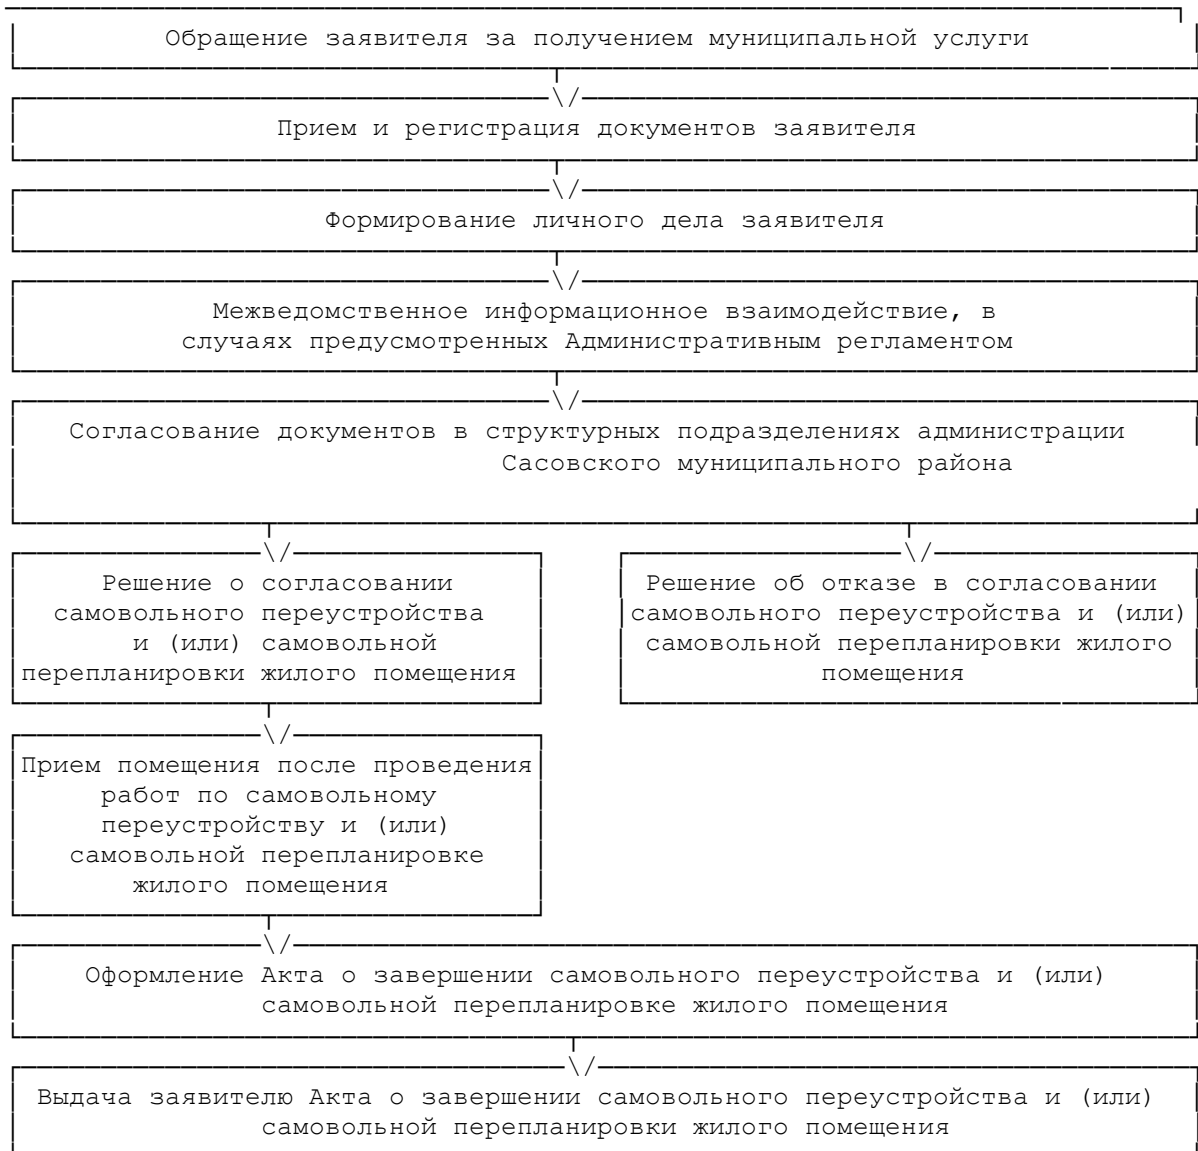 Обращение заявителя за получением муниципальной услуги
Прием и регистрация документов заявителя
Формирование личного дела заявителя
Межведомственное информационное взаимодействие, в
случаях предусмотренных Административным регламентом
Согласование документов в структурных подразделениях администрации
Сасовского муниципального района
Решение о согласовании
самовольного переустройства
и (или) самовольной
перепланировки жилого помещения
Решение об отказе в согласовании
самовольного переустройства и (или)
самовольной перепланировки жилого
помещения
Прием помещения после проведения
работ по самовольному
переустройству и (или)
самовольной перепланировке
жилого помещения
Оформление Акта о завершении самовольного переустройства и (или)
самовольной перепланировке жилого помещения
Выдача заявителю Акта о завершении самовольного переустройства и (или)
самовольной перепланировки жилого помещения